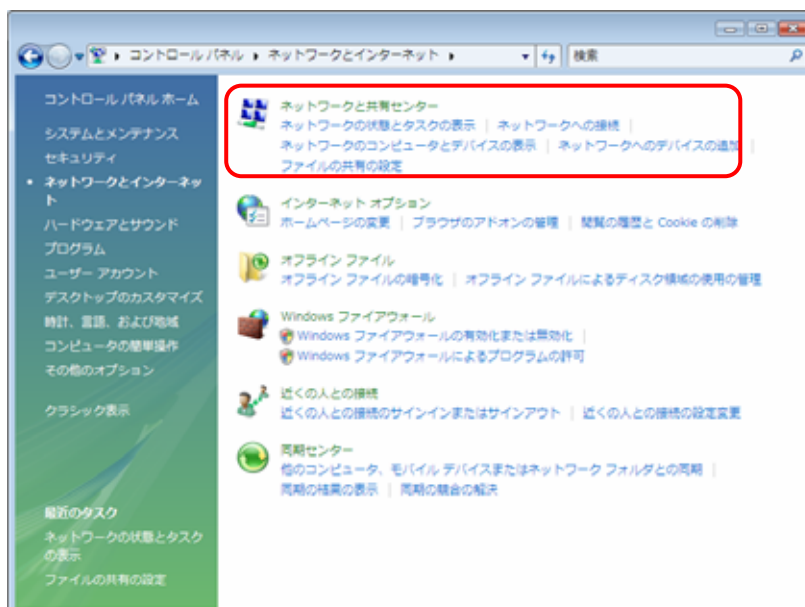 コントロール パネル ▸ ネットワークとインターネット ▸
検索
コントロール パネル ホーム
システムとメンテナンス
セキュリティ
• ネットワークとインターネッ
ト
ハードウェアとサウンド
プログラム
ユーザー アカウント
デスクトップのカスタマイズ
時計、言語、および地域
コンピュータの簡単操作
その他のオプション
クラシック表示
最近のタスク
ネットワークの状態とタスク
の表示
ファイルの共有の設定
ネットワークと共有センター
ネットワークの状態とタスクの表示 | ネットワークへの接続 |
ネットワークのコンピュータとデバイスの表示 | ネットワークへのデバイスの追加 |
ファイルの共有の設定
インターネット オプション
ホームページの変更 | ブラウザのアドオンの管理 | 閲覧の履歴と Cookie の削除
オフライン ファイル
オフライン ファイルの暗号化 | オフライン ファイルによるディスク領域の使用の管理
Windows ファイアウォール
Windows ファイアウォールの有効化または無効化 |
Windows ファイアウォールによるプログラムの許可
近くの人との接続
近くの人との接続のサインインまたはサインアウト | 近くの人との接続の設定変更
同期センター
他のコンピュータ、モバイル デバイスまたはネットワーク フォルダとの同期 |
同期の結果の表示 | 同期の競合の解決